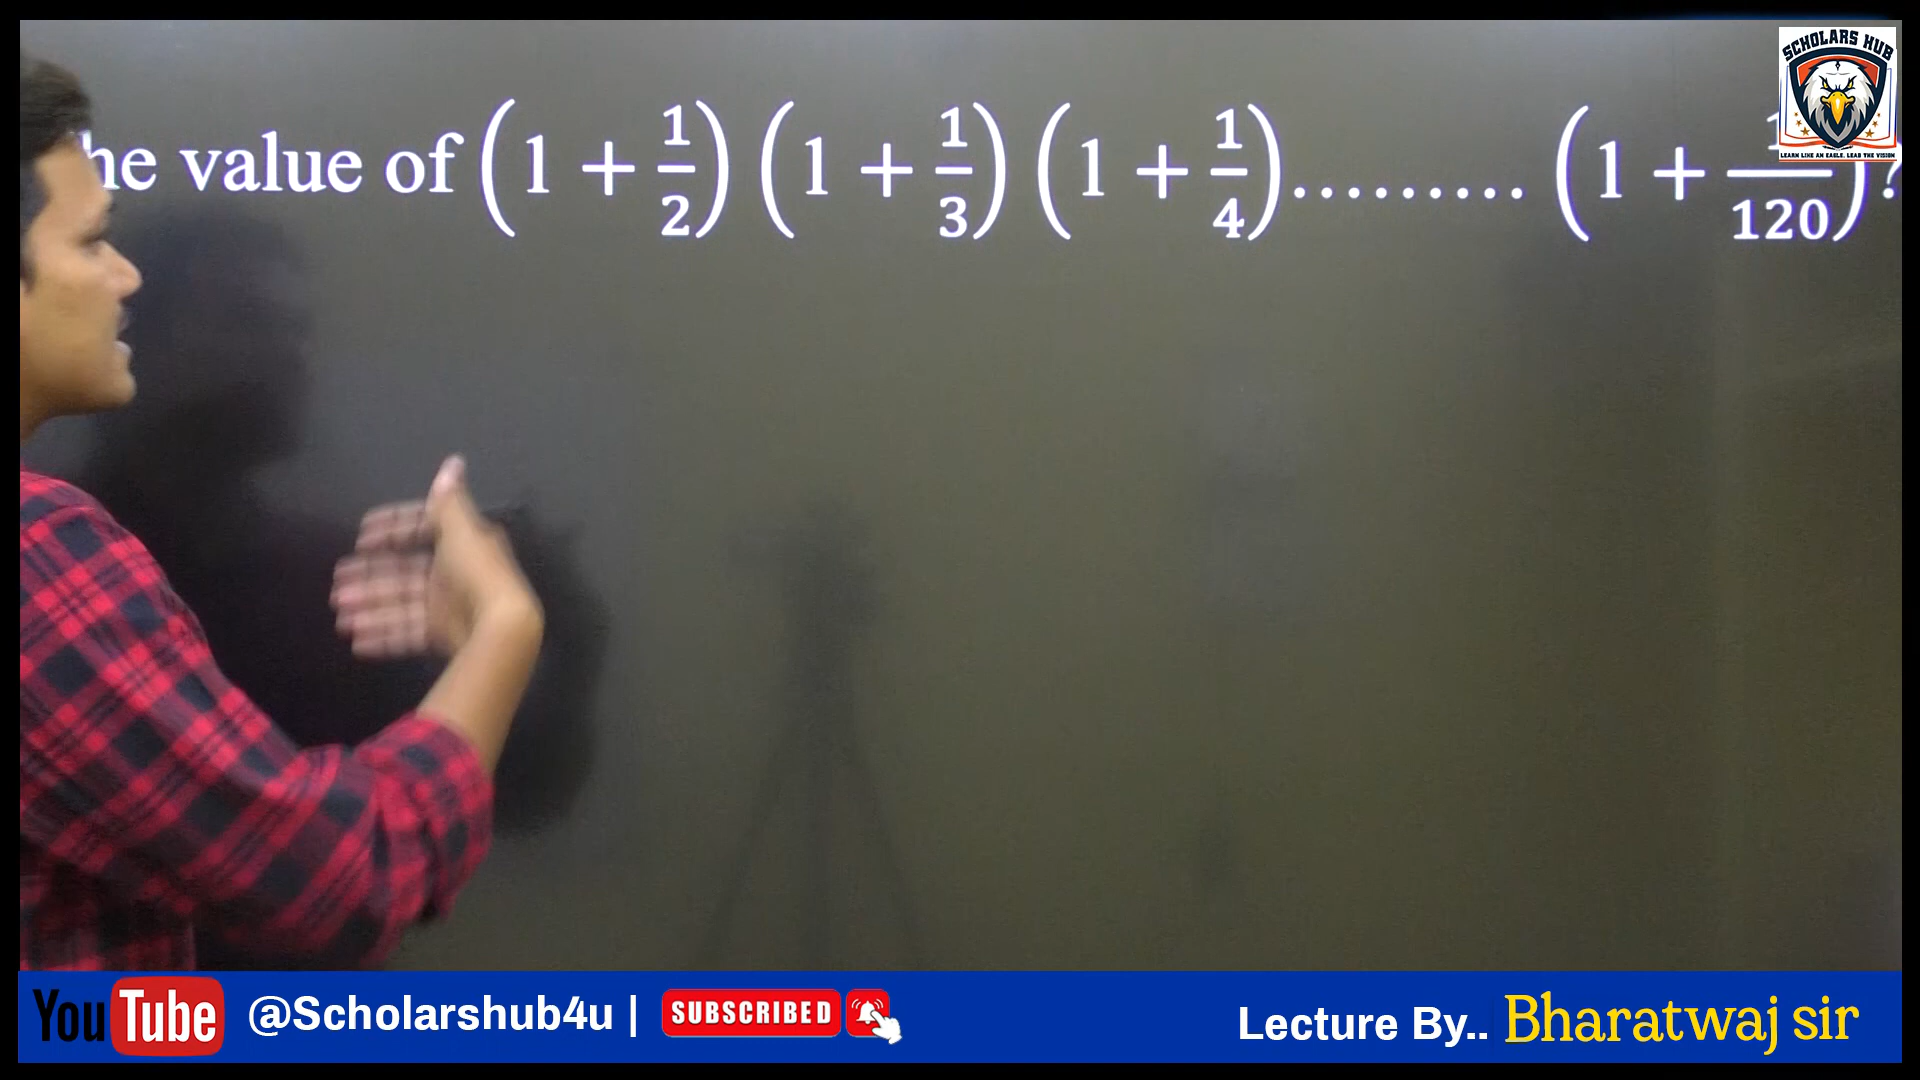 he value of (1 + 1/2) (1 + 1/3) (1 + 1/4) ......... (1 + 1/120)?
SCHOLARS HUB
LEARN LIKE AN EAGLE. LEAD THE VISION
YouTube @Scholarshub4u | SUBSCRIBED
Lecture By.. Bharatwaj sir